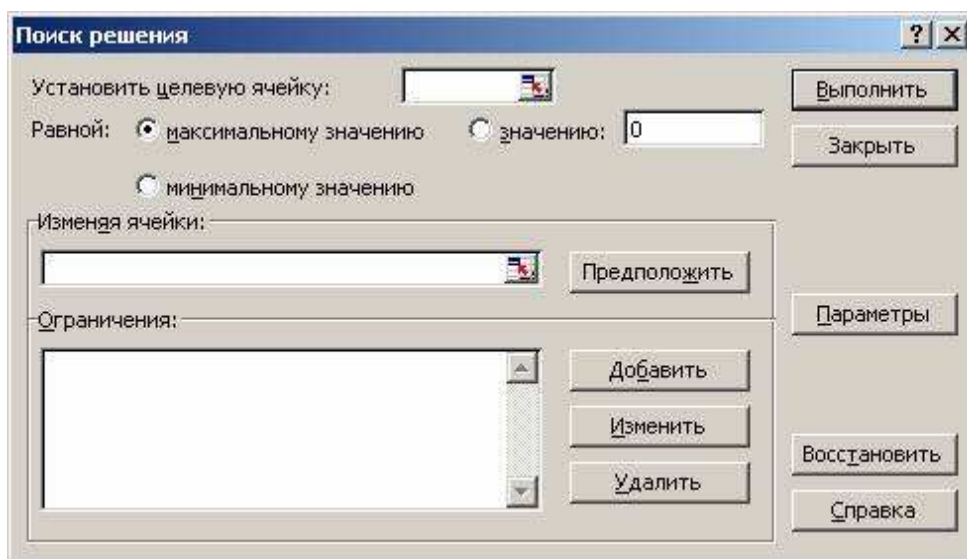 Поиск решения
Установить целевую ячейку:
Выполнить
Равной: максимальному значению значению: 0
Закрыть
минимальному значению
Изменяя ячейки:
Предположить
Параметры
Ограничения:
Добавить
Изменить
Восстановить
Удалить
Справка